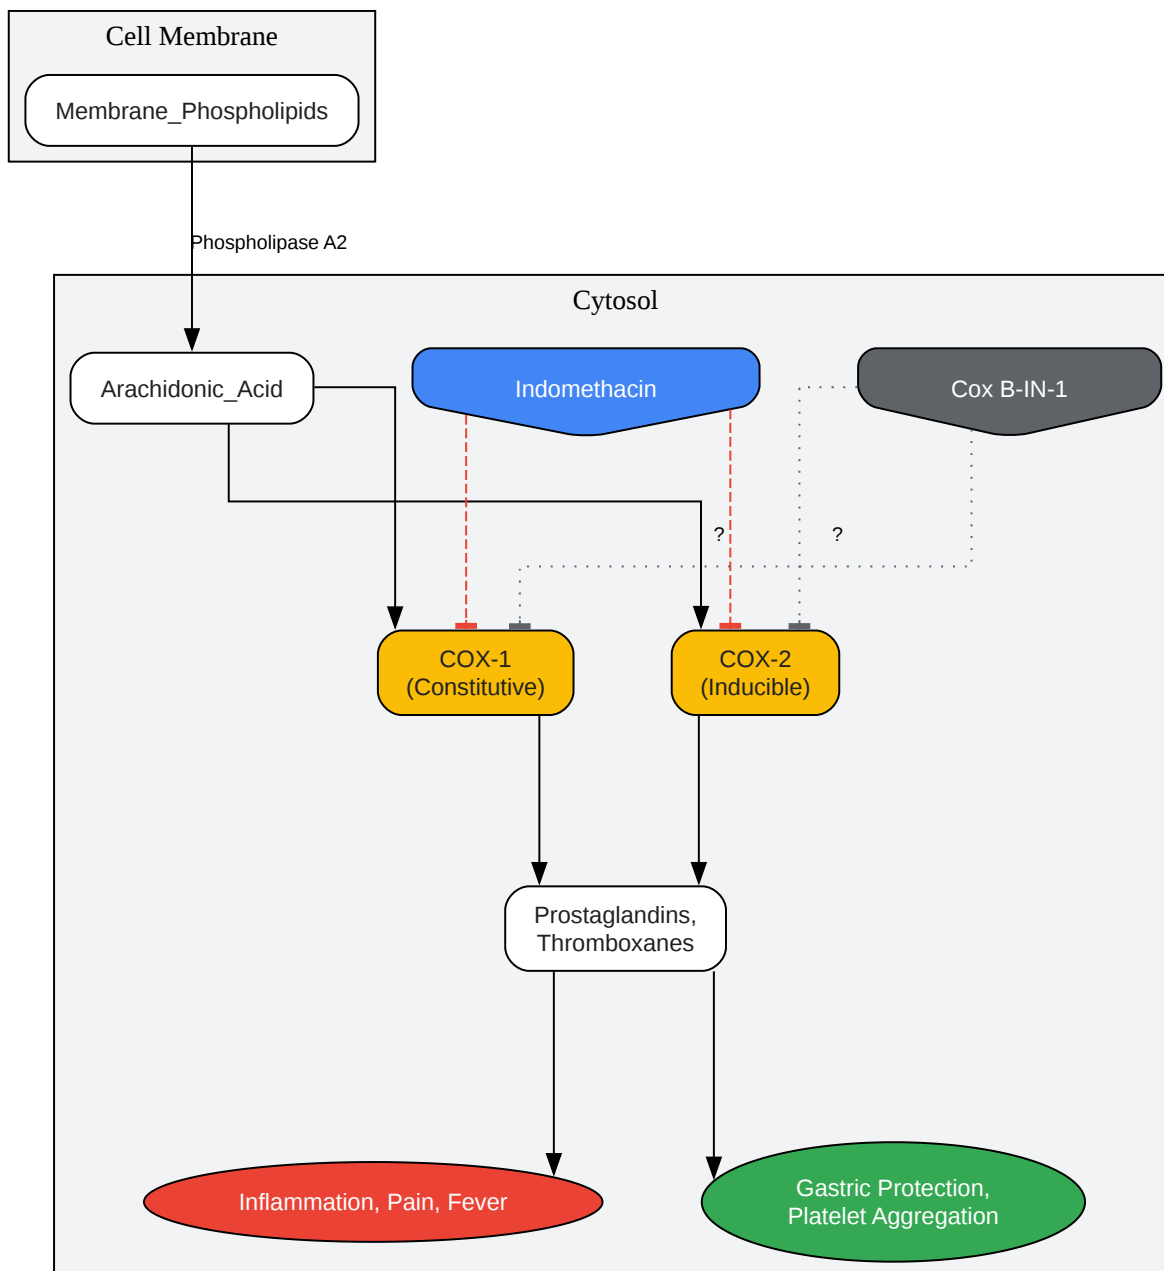 Cell Membrane
Membrane_Phospholipids
Phospholipase A2
Cytosol
Arachidonic_Acid
Indomethacin
Cox B-IN-1
?
?
COX-1
(Constitutive)
COX-2
(Inducible)
Prostaglandins,
Thromboxanes
Inflammation, Pain, Fever
Gastric Protection,
Platelet Aggregation